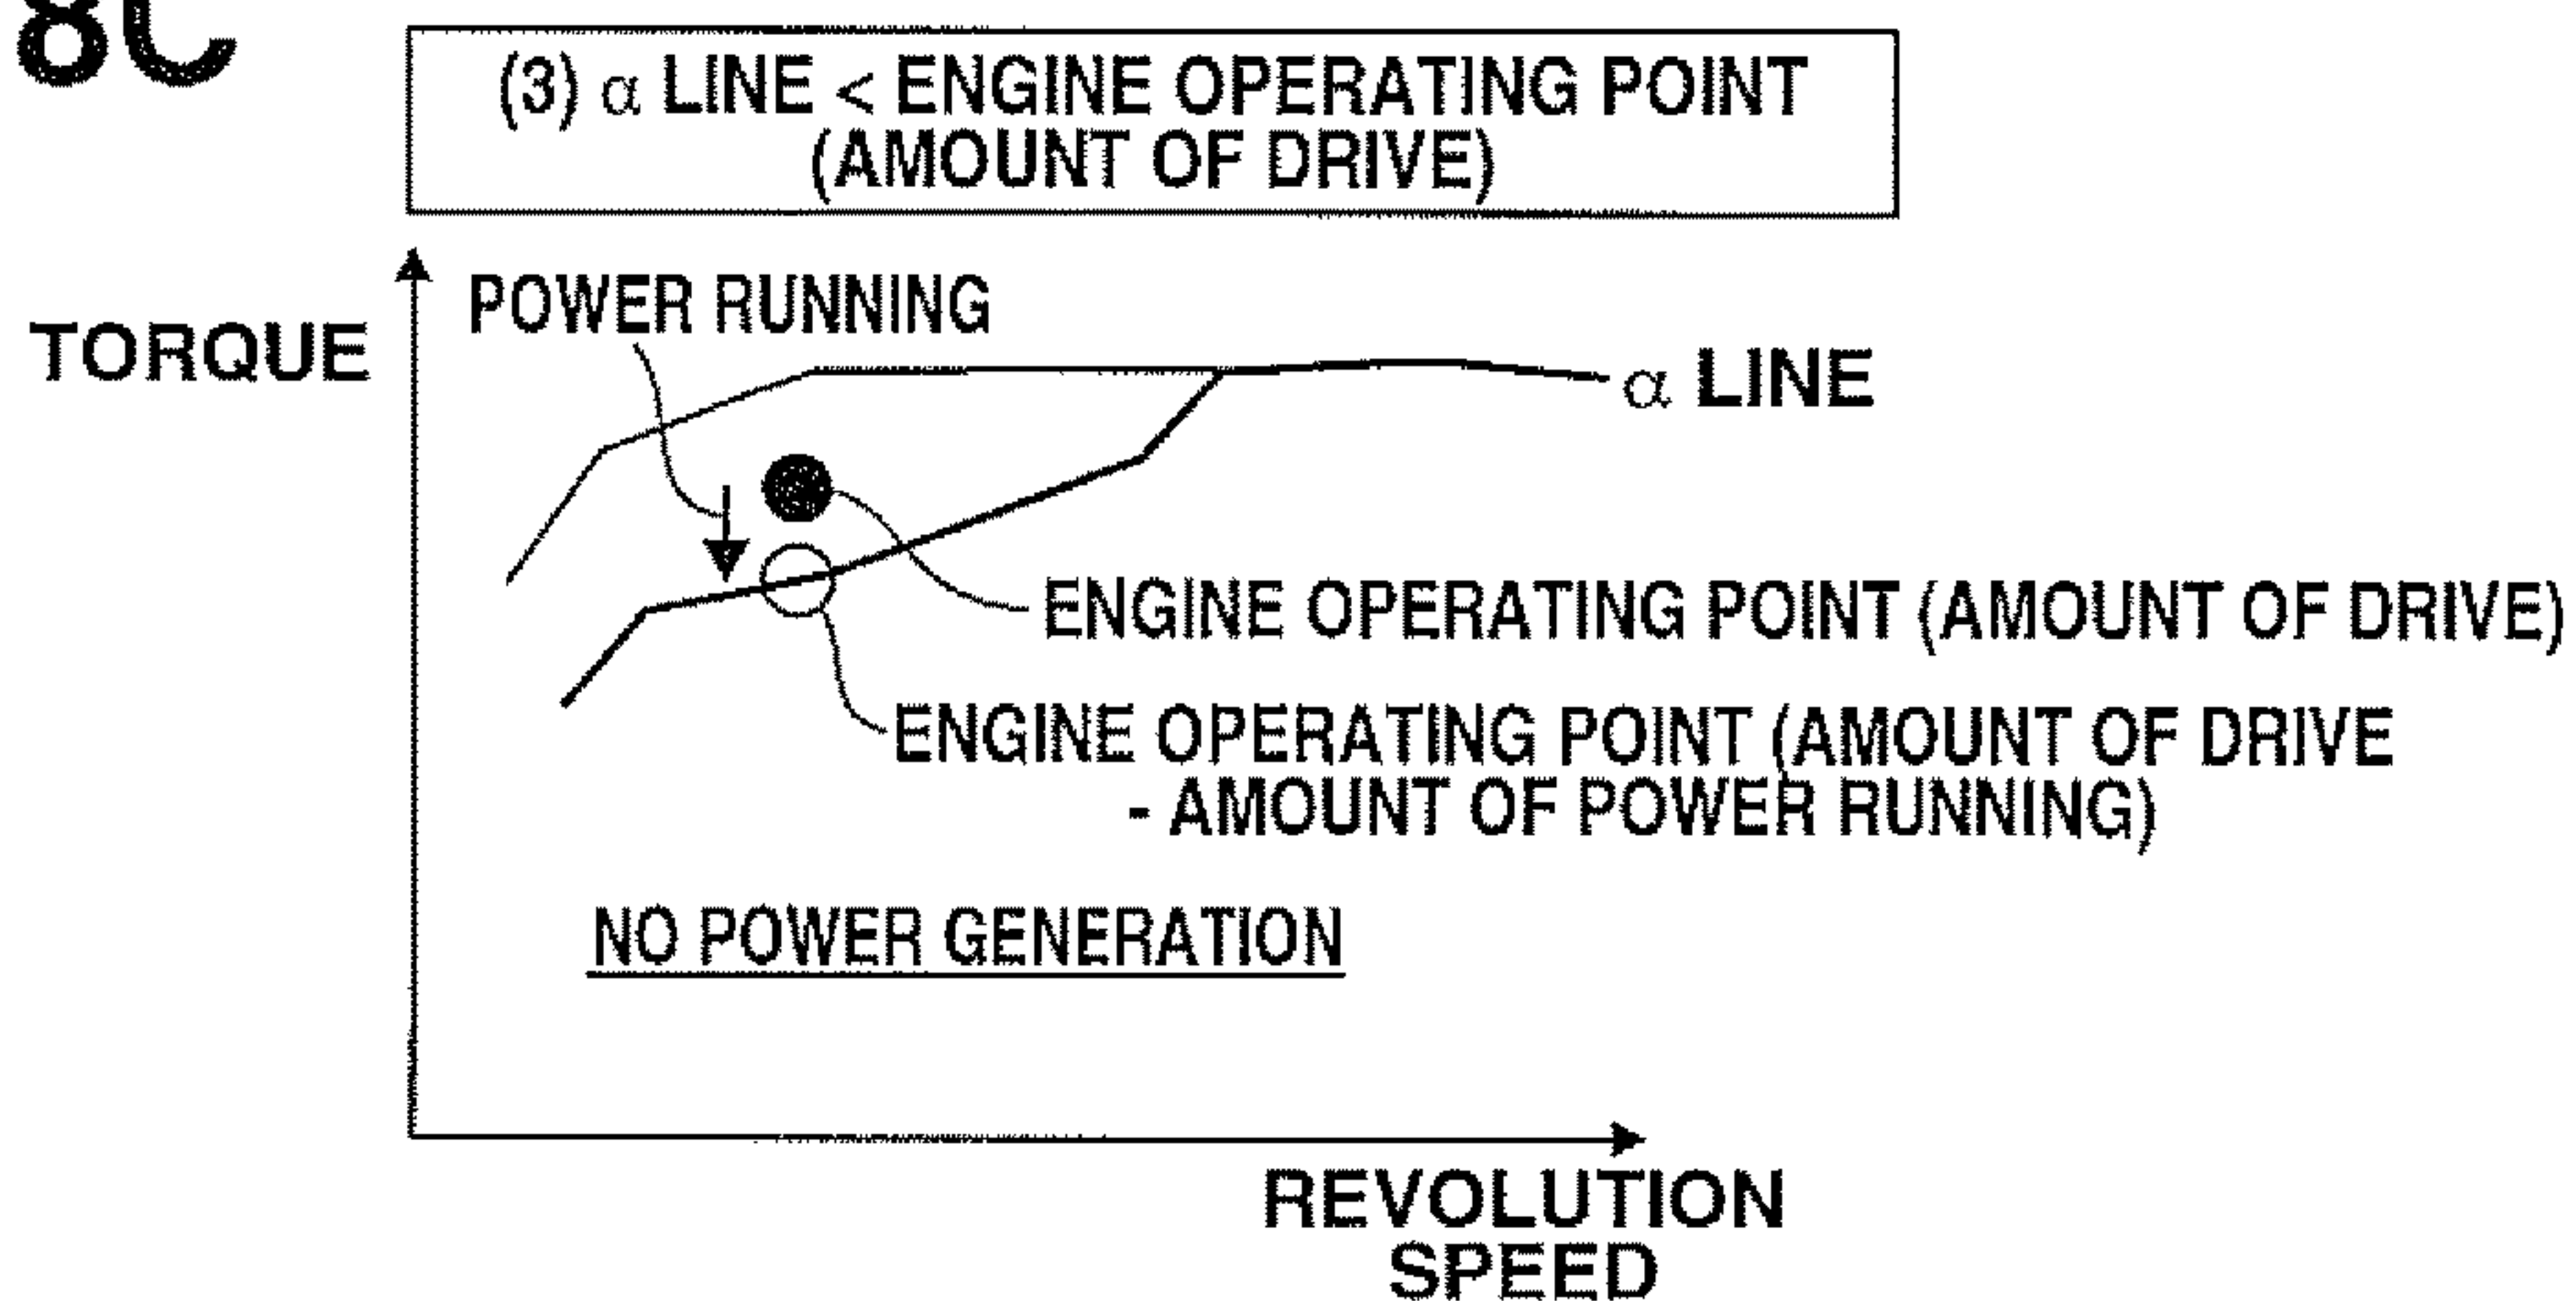 8C
(3) α LINE < ENGINE OPERATING POINT
(AMOUNT OF DRIVE)
POWER RUNNING
TORQUE
α LINE
ENGINE OPERATING POINT (AMOUNT OF DRIVE)
ENGINE OPERATING POINT (AMOUNT OF DRIVE
- AMOUNT OF POWER RUNNING)
NO POWER GENERATION
REVOLUTION
SPEED